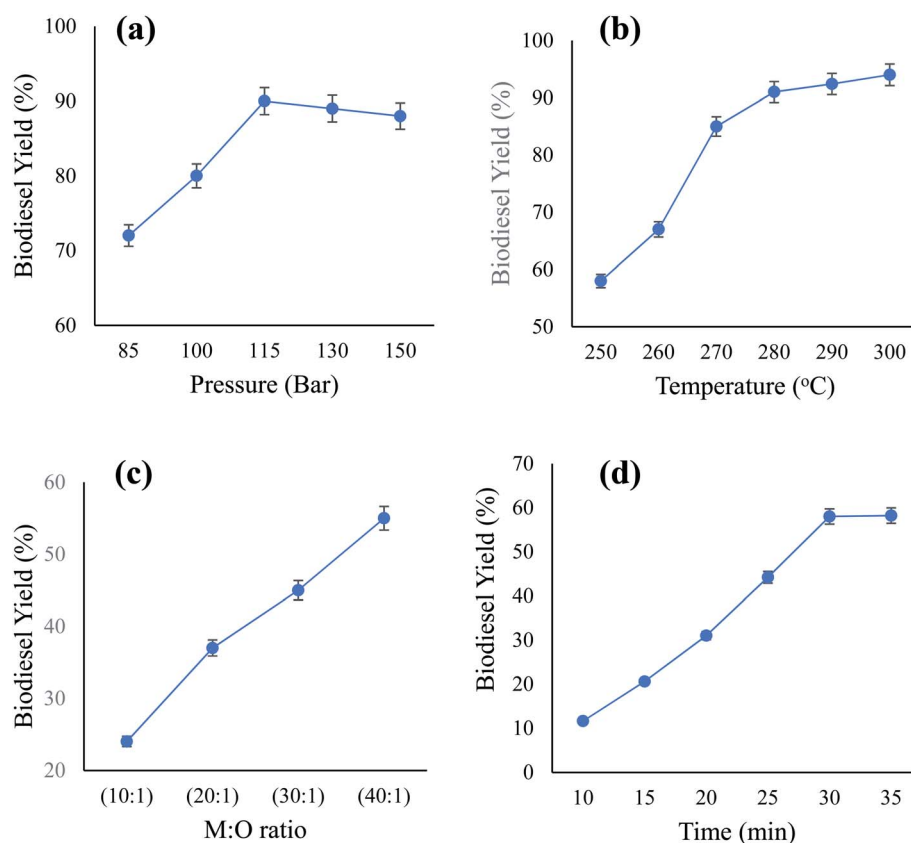 (a)
Biodiesel Yield (%)
100
90
80
70
60
85 100 115 130 150
Pressure (Bar)
(b)
Biodiesel Yield (%)
100
90
80
70
60
50
250 260 270 280 290 300
Temperature (°C)
(c)
Biodiesel Yield (%)
60
50
40
30
20
(10:1) (20:1) (30:1) (40:1)
M:O ratio
(d)
Biodiesel Yield (%)
70
60
50
40
30
20
10
0
10 15 20 25 30 35
Time (min)